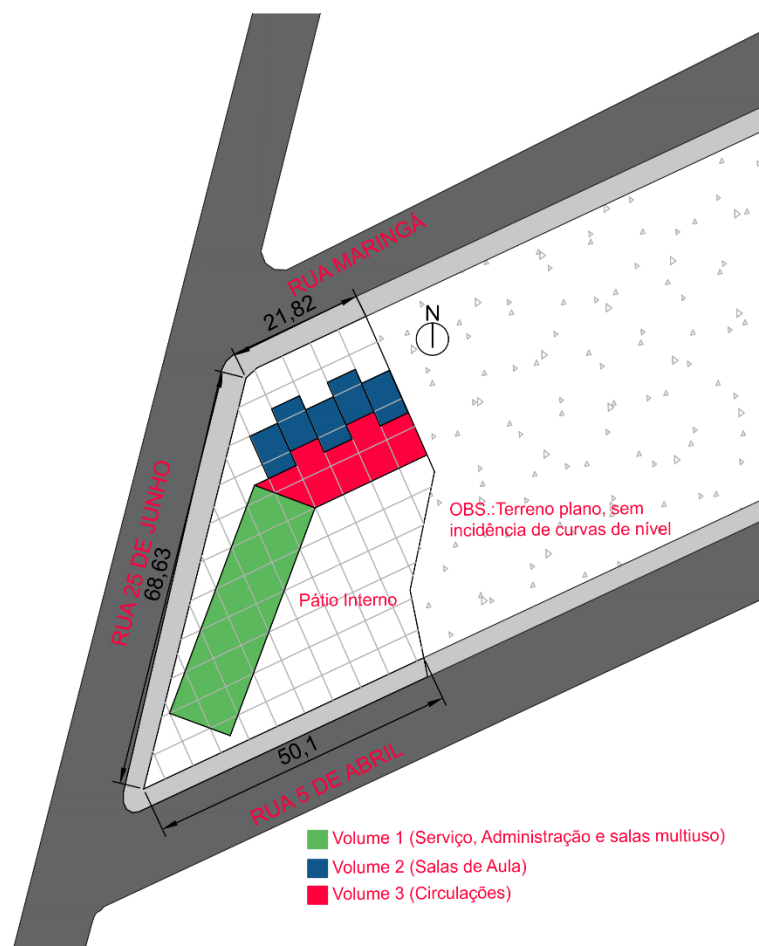 RUA MARINGÁ
21,82
N
RUA 25 DE JUNHO
68,63
OBS.:Terreno plano, sem
incidência de curvas de nível
Pátio Interno
50,1
RUA 5 DE ABRIL
Volume 1 (Serviço, Administração e salas multiuso)
Volume 2 (Salas de Aula)
Volume 3 (Circulações)